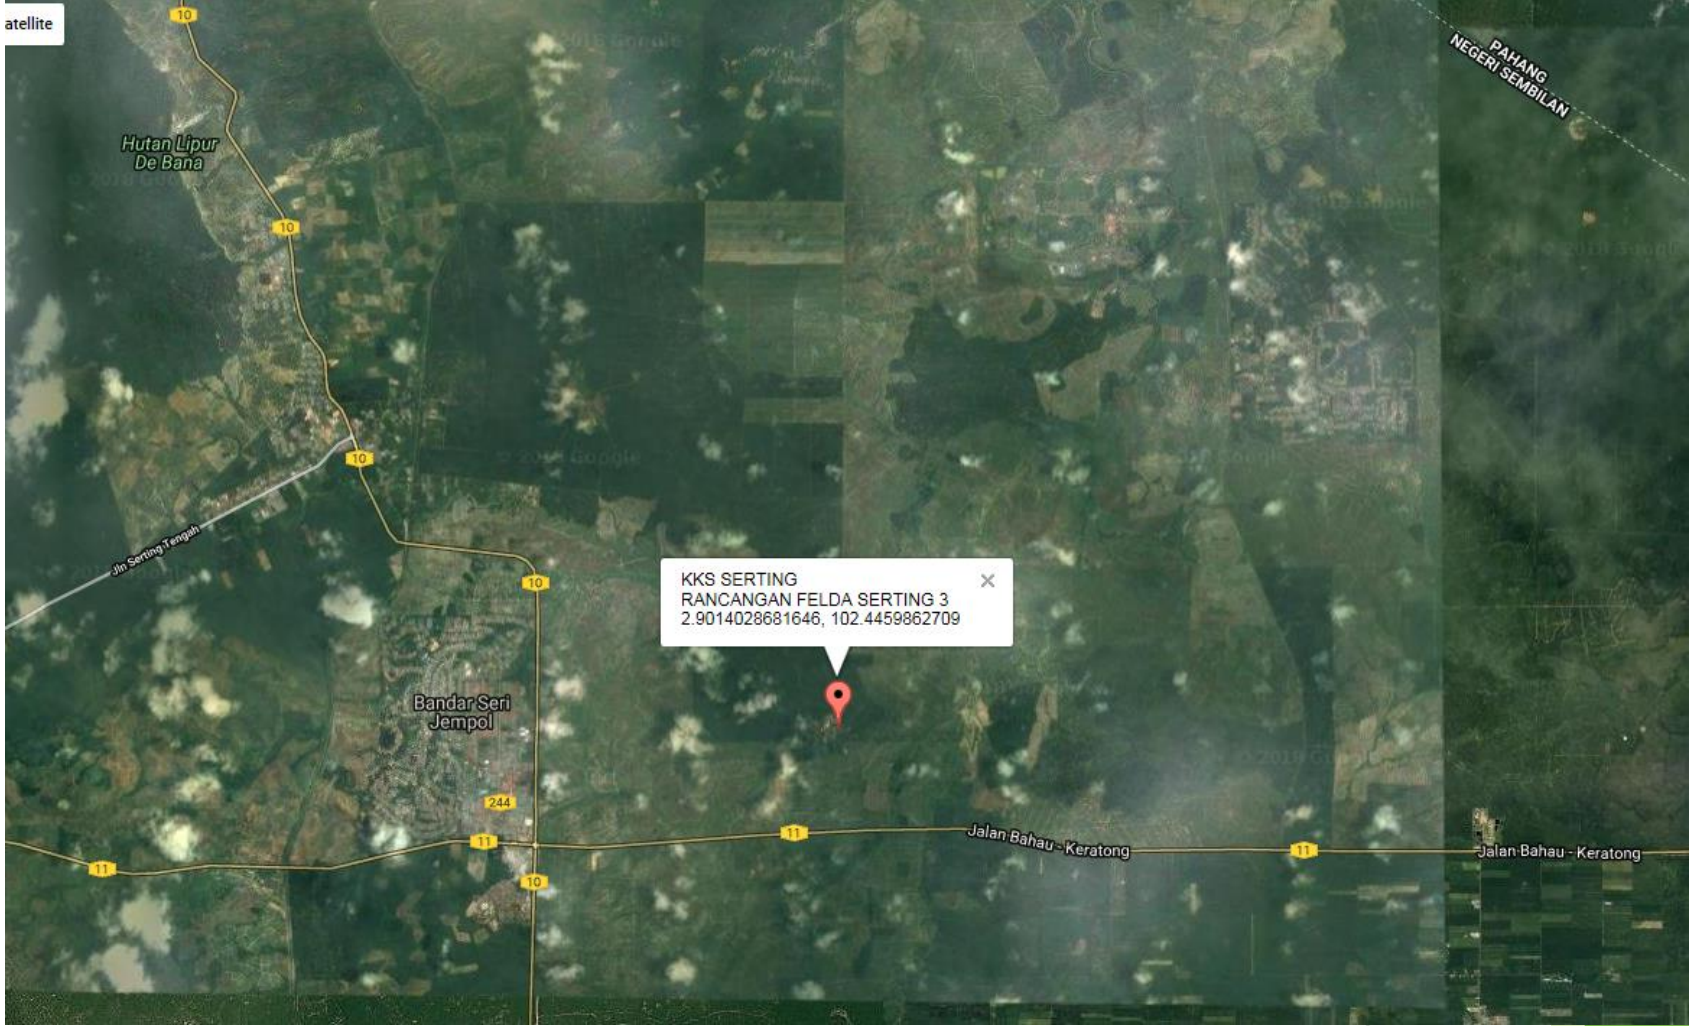 atellite
10
PAHANG
NEGERI SEMBILAN
Hutan Lipur
De Bana
10
10
Jln Serting Tengah
10
KKS SERTING
RANCANGAN FELDA SERTING 3
2.9014028681646, 102.4459862709
Bandar Seri
Jempol
244
11
11
11
Jalan Bahau - Keratong
11
Jalan Bahau - Keratong
10